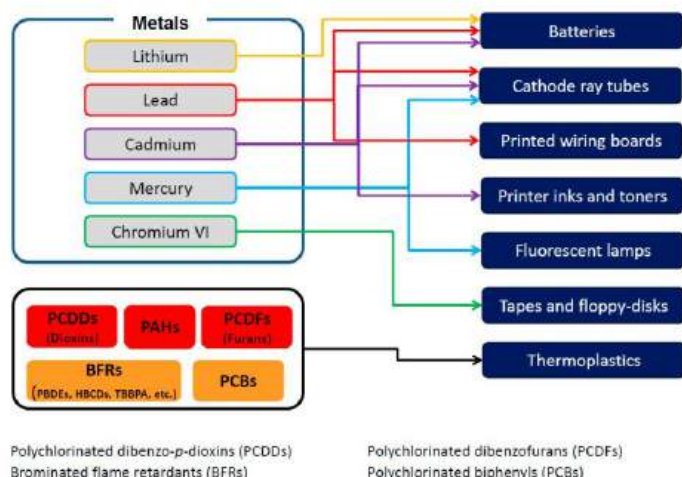 Metals
Lithium
Lead
Cadmium
Mercury
Chromium VI
PCDDs
(Dioxins)
PAHs
PCDFs
(Furans)
BFRs
(PBDEs, HBCDs, TBBPA, etc.)
PCBs
Batteries
Cathode ray tubes
Printed wiring boards
Printer inks and toners
Fluorescent lamps
Tapes and floppy-disks
Thermoplastics
Polychlorinated dibenzo-p-dioxins (PCDDs)
Polychlorinated dibenzofurans (PCDFs)
Brominated flame retardants (BFRs)
Polychlorinated biphenyls (PCBs)